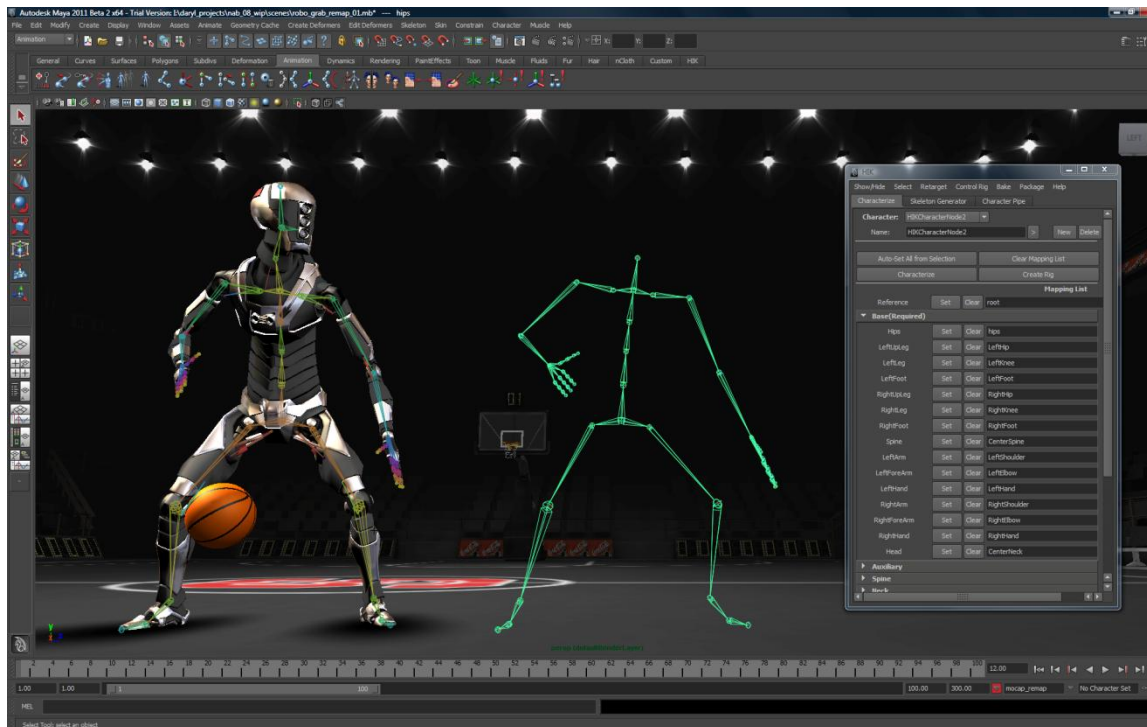 Autodesk Maya 2011 Beta 2 x64 - Trial Version: I:\daryl_projects\nab_08_wip\scenes\robo_grab_remap_01.mb* --- hips
File Edit Modify Create Display Window Assets Animate Geometry Cache Create Deformers Edit Deformers Skeleton Skin Constrain Character Muscle Help
Animation X: Y: Z:
General Curves Surfaces Polygons Subdivs Deformation Animation Dynamics Rendering PaintEffects Toon Muscle Fluids Fur Hair nCloth Custom HIK
LEFT
HIK
Show/Hide Select Retarget Control Rig Bake Package Help
Characterize Skeleton Generator Character Pipe
Character: HIKCharacterNode2
Name: HIKCharacterNode2 > New Delete
Auto-Set All from Selection Clear Mapping List
Characterize Create Rig
Mapping List
Reference Set Clear root
Base(Required)
Hips Set Clear hips
LeftUpLeg Set Clear LeftHip
LeftLeg Set Clear LeftKnee
LeftFoot Set Clear LeftFoot
RightUpLeg Set Clear RightHip
RightLeg Set Clear RightKnee
RightFoot Set Clear RightFoot
Spine Set Clear CenterSpine
LeftArm Set Clear LeftShoulder
LeftForeArm Set Clear LeftElbow
LeftHand Set Clear LeftHand
RightArm Set Clear RightShoulder
RightForeArm Set Clear RightElbow
RightHand Set Clear RightHand
Head Set Clear CenterNeck
Auxiliary
Spine
Neck
2 4 6 8 10 12 14 16 18 20 22 24 26 28 30 32 34 36 38 40 42 44 46 48 50 52 54 56 58 60 62 64 66 68 70 72 74 76 78 80 82 84 86 88 90 92 94 96 98 100 12.00
1.00 1.00 1 100 100.00 300.00 mocap_remap No Character Set
MEL
Select Tool: select an object